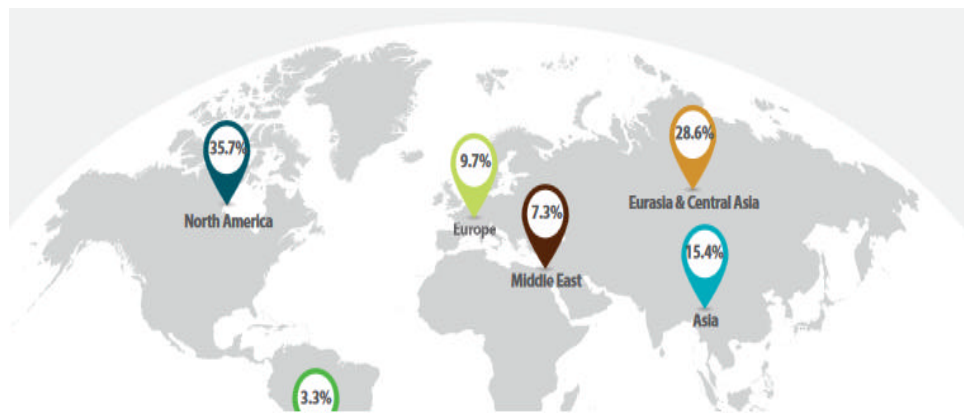 35.7%
North America
9.7%
Europe
7.3%
Middle East
28.6%
Eurasia & Central Asia
15.4%
Asia
3.3%